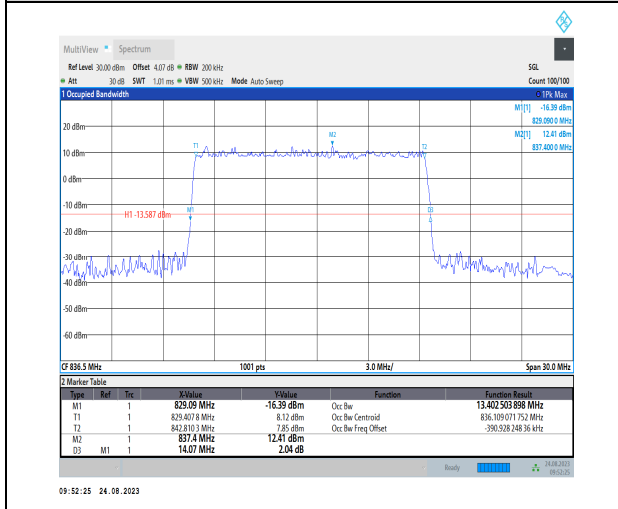 MultiView Spectrum
Ref Level 30.00 dBm Offset 4.07 dB RBW 200 kHz SGL
Att 30 dB SWT 1.01 ms VBW 500 kHz Mode Auto Sweep Count 100/100
1 Occupied Bandwidth 1Pk Max
M1[1] -16.39 dBm
829.0900 MHz
M2[1] 12.41 dBm
837.4000 MHz
20 dBm
M2
T1 T2
10 dBm
0 dBm
-10 dBm
M1 D3
H1 -13.587 dBm
-20 dBm
-30 dBm
-40 dBm
-50 dBm
-60 dBm
CF 836.5 MHz 1001 pts 3.0 MHz/ Span 30.0 MHz
2 Marker Table
Type Ref Trc X-Value Y-Value Function Function Result
M1 1 829.09 MHz -16.39 dBm Occ Bw 13.402 503 898 MHz
T1 1 829.407 8 MHz 8.12 dBm Occ Bw Centroid 836.109 071 752 MHz
T2 1 842.810 3 MHz 7.85 dBm Occ Bw Freq Offset -390.928 248 36 kHz
M2 1 837.4 MHz 12.41 dBm
D3 M1 1 14.07 MHz 2.04 dB
Ready 24.08.2023
09:52:25
09:52:25 24.08.2023